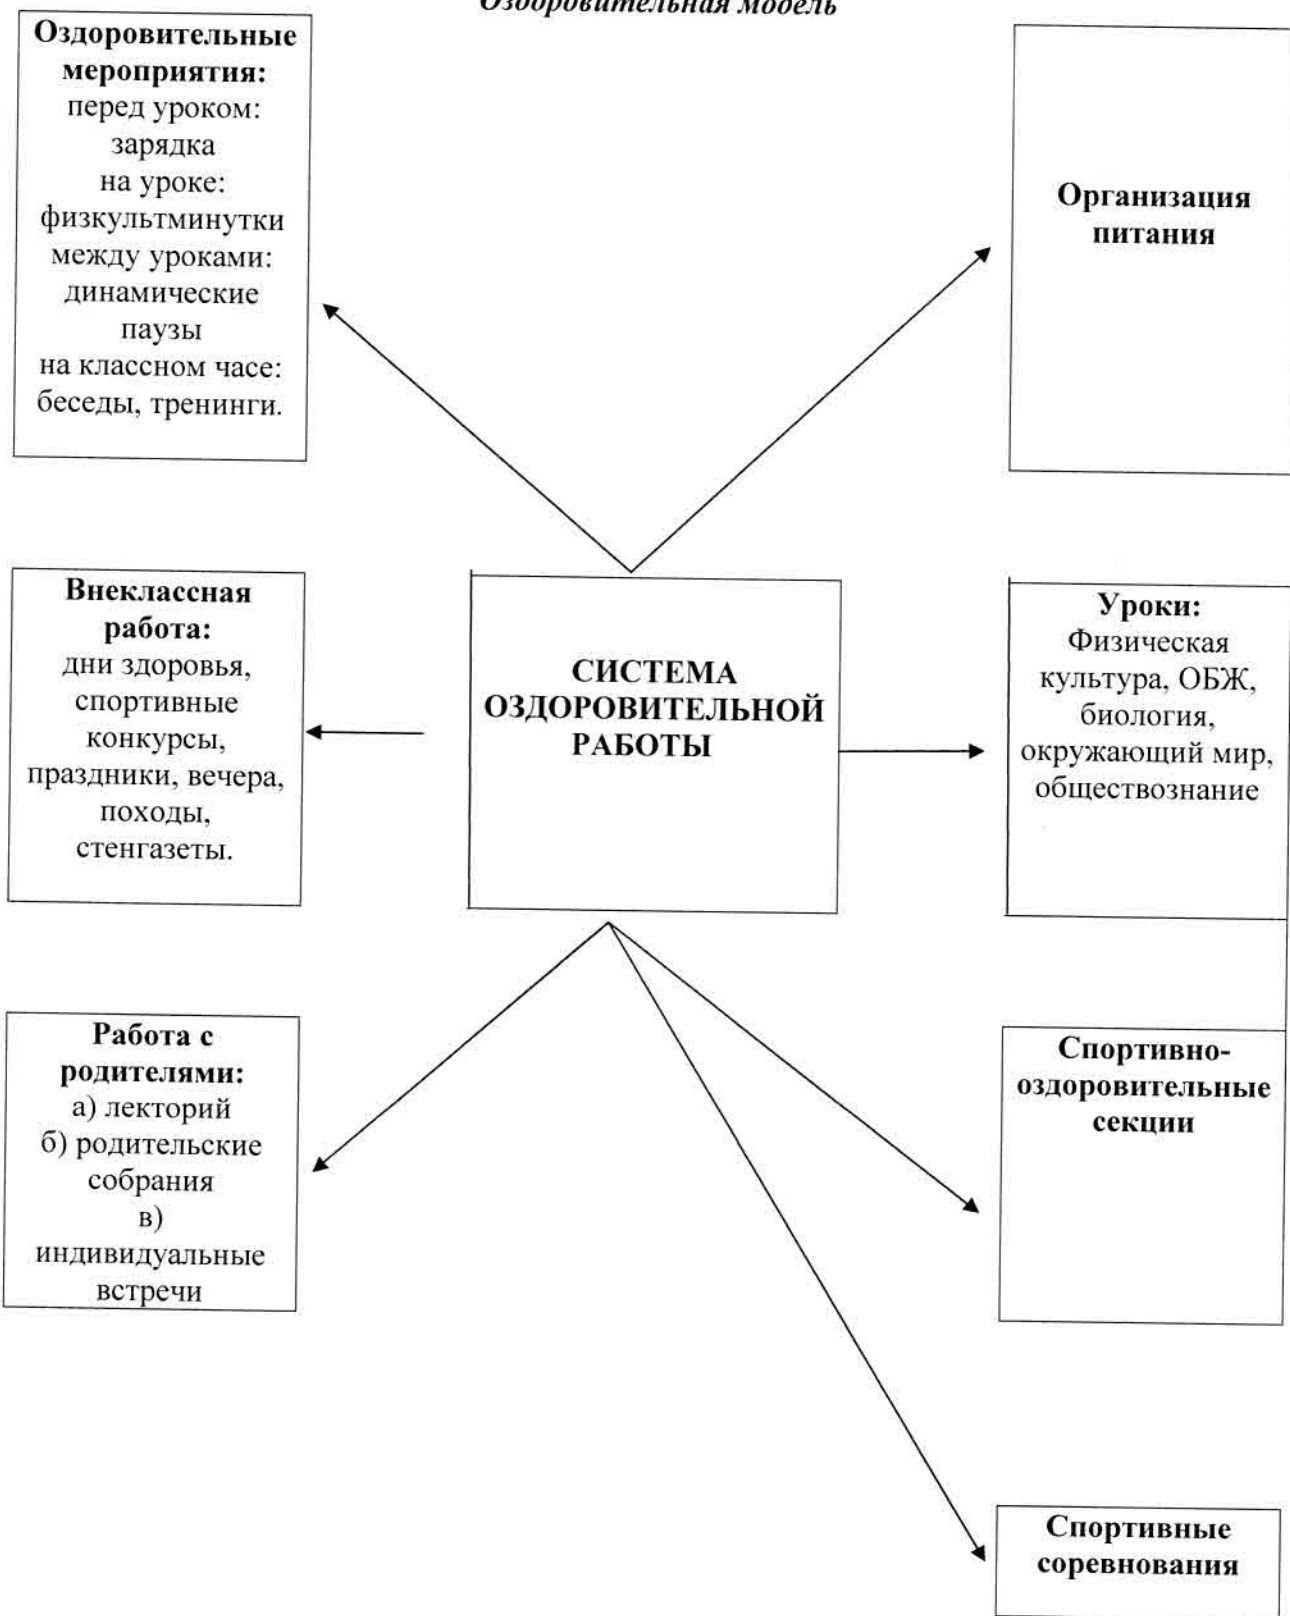 Оздоровительная модель
Оздоровительные
мероприятия:
перед уроком:
зарядка
на уроке:
физкультминутки
между уроками:
динамические
паузы
на классном часе:
беседы, тренинги.
Организация
питания
Внеклассная
работа:
дни здоровья,
спортивные
конкурсы,
праздники, вечера,
походы,
стенгазеты.
СИСТЕМА
ОЗДОРОВИТЕЛЬНОЙ
РАБОТЫ
Уроки:
Физическая
культура, ОБЖ,
биология,
окружающий мир,
обществознание
Работа с
родителями:
а) лекторий
б) родительские
собрания
в)
индивидуальные
встречи
Спортивно-
оздоровительные
секции
Спортивные
соревнования